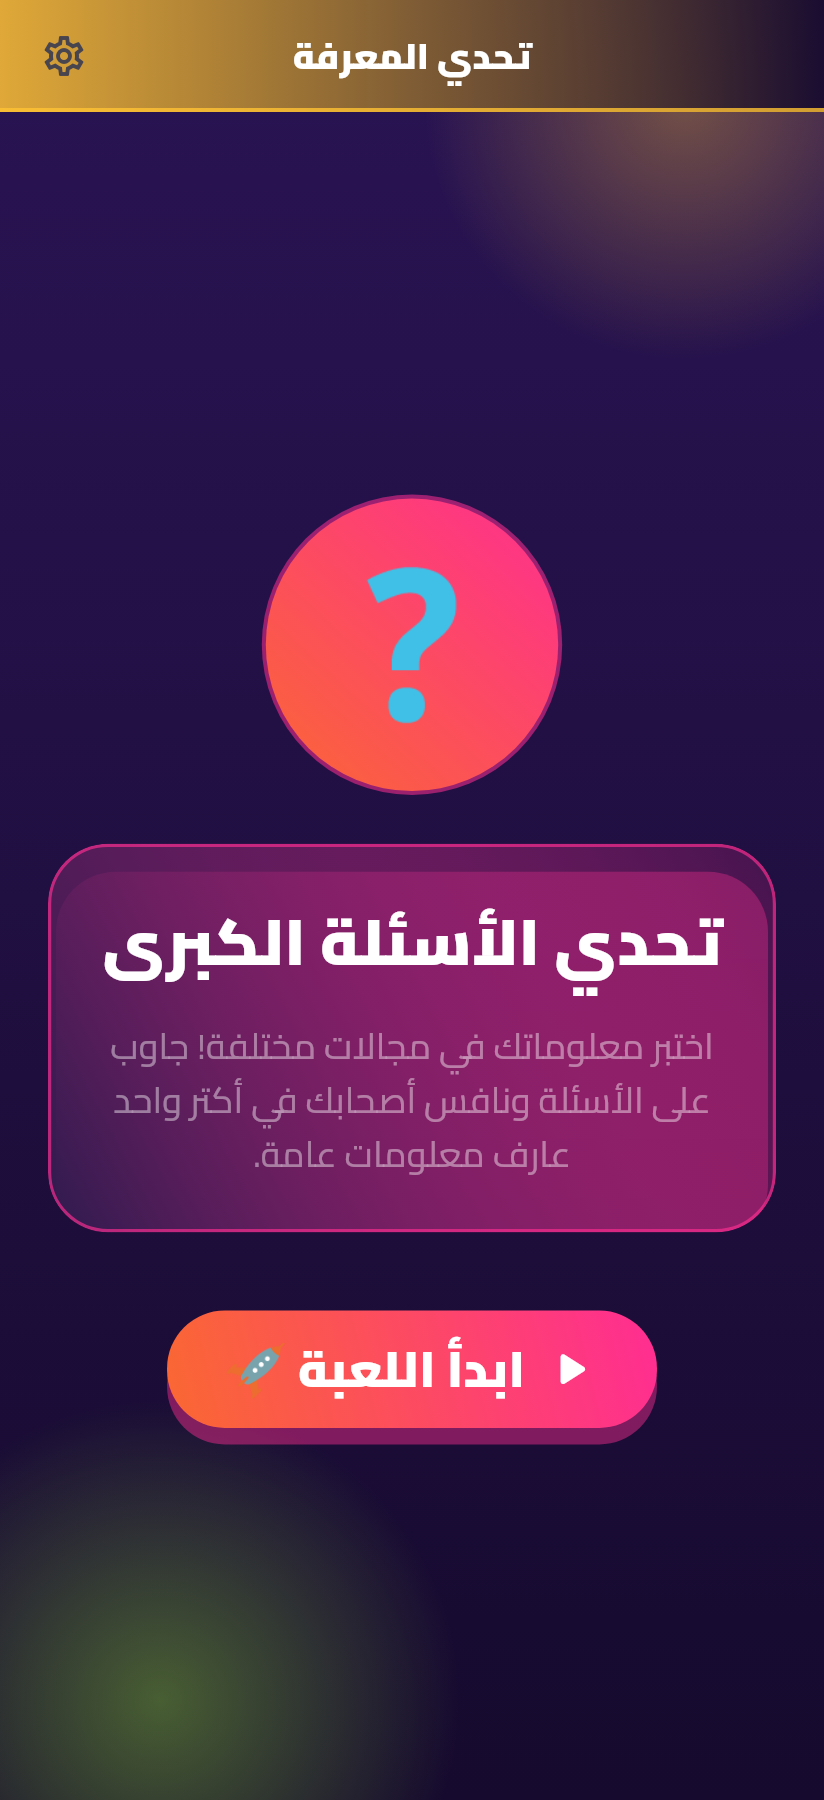 تحدي المعرفة
?
تحدي الأسئلة الكبرى
اختبر معلوماتك في مجالات مختلفة! جاوب
على الأسئلة ونافس أصحابك في أكتر واحد
عارف معلومات عامة.
ابدأ اللعبة 🚀